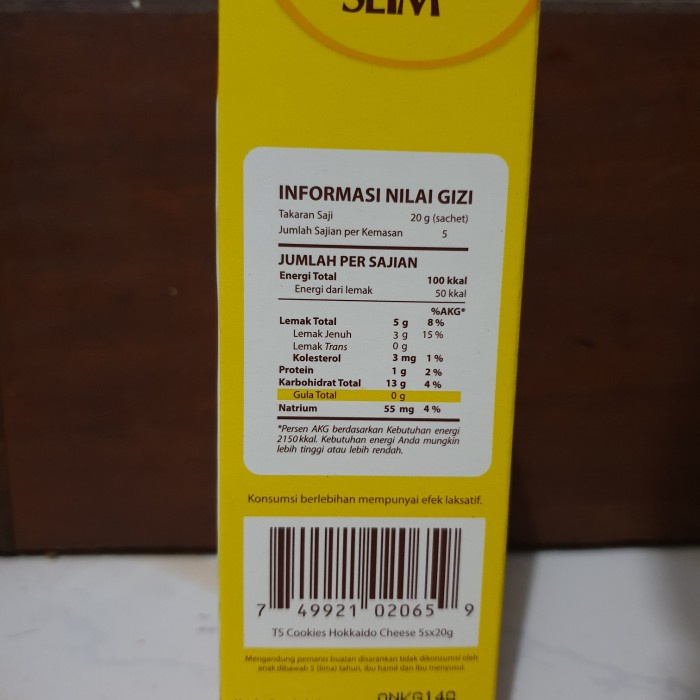 SLIM
INFORMASI NILAI GIZI
Takaran Saji 20 g (sachet)
Jumlah Sajian per Kemasan 5
JUMLAH PER SAJIAN
Energi Total 100 kkal
Energi dari lemak 50 kkal
%AKG*
Lemak Total 5 g 8 %
Lemak Jenuh 3 g 15 %
Lemak Trans 0 g
Kolesterol 3 mg 1 %
Protein 1 g 2 %
Karbohidrat Total 13 g 4 %
Gula Total 0 g
Natrium 55 mg 4 %
*Persen AKG berdasarkan Kebutuhan energi
2150 kkal. Kebutuhan energi Anda mungkin
lebih tinggi atau lebih rendah.
Konsumsi berlebihan mempunyai efek laksatif.
7 49921 02065 9
TS Cookies Hokkaido Cheese 5sx20g
Mengandung pemanis buatan disarankan tidak dikonsumsi oleh
anak dibawah 5 (lima) tahun, ibu hamil dan ibu menyusui.